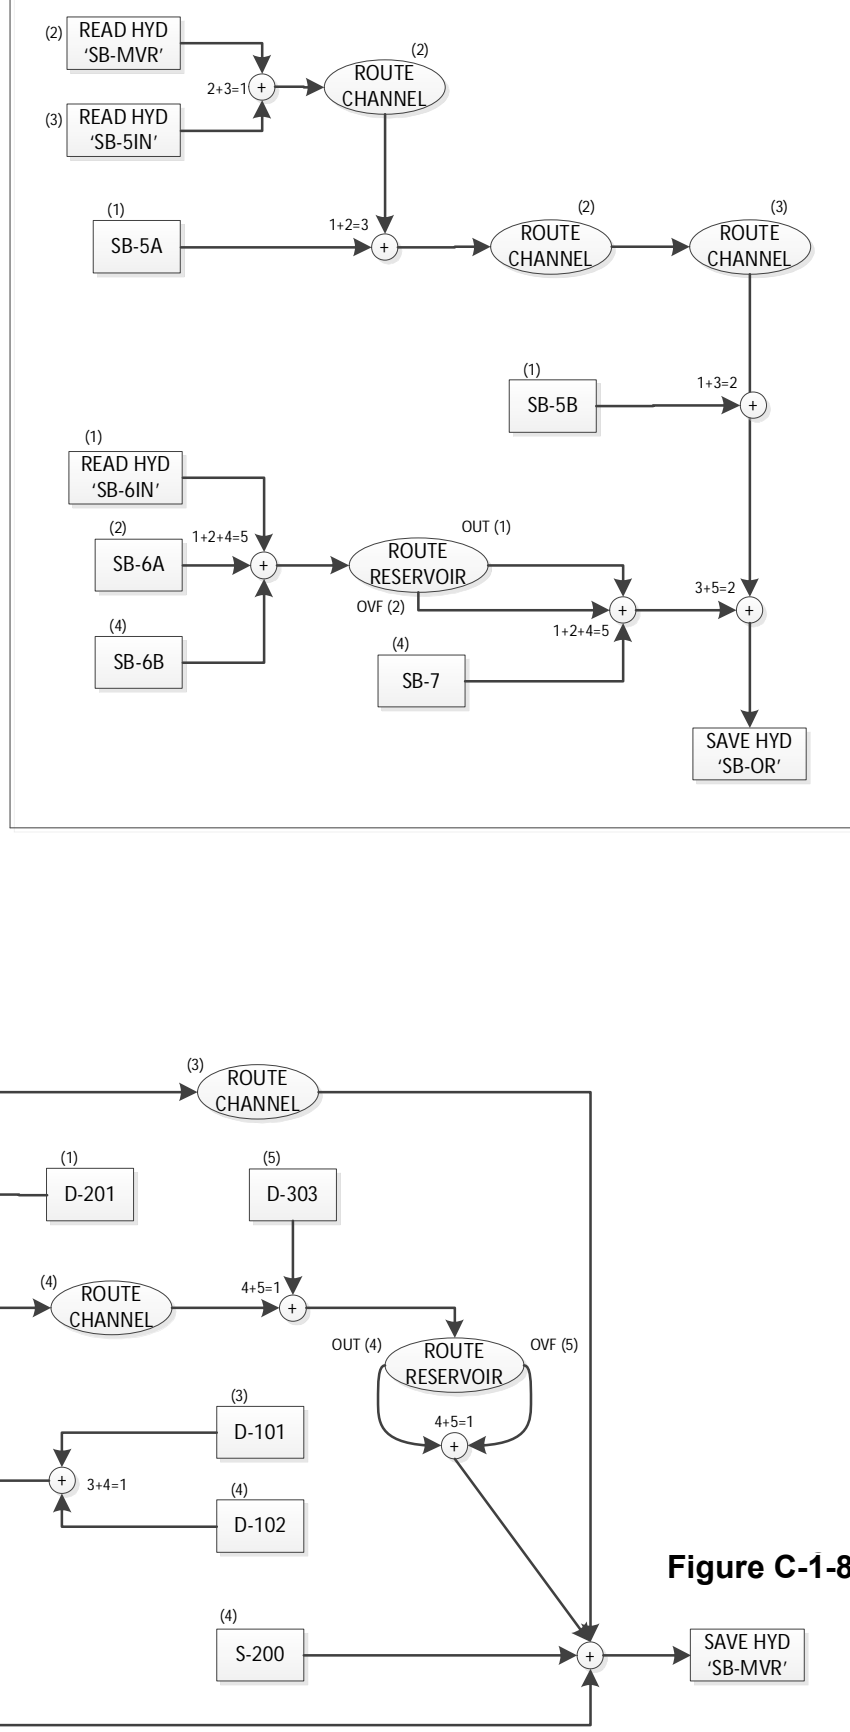 (2)
READ HYD
‘SB-MVR’
(2)
ROUTE
CHANNEL
2+3=1
+
(3)
READ HYD
‘SB-5IN’
(1)
SB-5A
1+2=3
+
(2)
ROUTE
CHANNEL
(3)
ROUTE
CHANNEL
(1)
SB-5B
1+3=2
+
(1)
READ HYD
‘SB-6IN’
(2)
SB-6A
1+2+4=5
+
(4)
SB-6B
ROUTE
RESERVOIR
OUT (1)
OVF (2)
+
1+2+4=5
3+5=2
+
(4)
SB-7
SAVE HYD
‘SB-OR’
(3)
ROUTE
CHANNEL
(1)
D-201
(5)
D-303
(4)
ROUTE
CHANNEL
4+5=1
+
OUT (4)
ROUTE
RESERVOIR
OVF (5)
4+5=1
+
(3)
D-101
+
3+4=1
(4)
D-102
Figure C-1-8
(4)
S-200
+
SAVE HYD
‘SB-MVR’